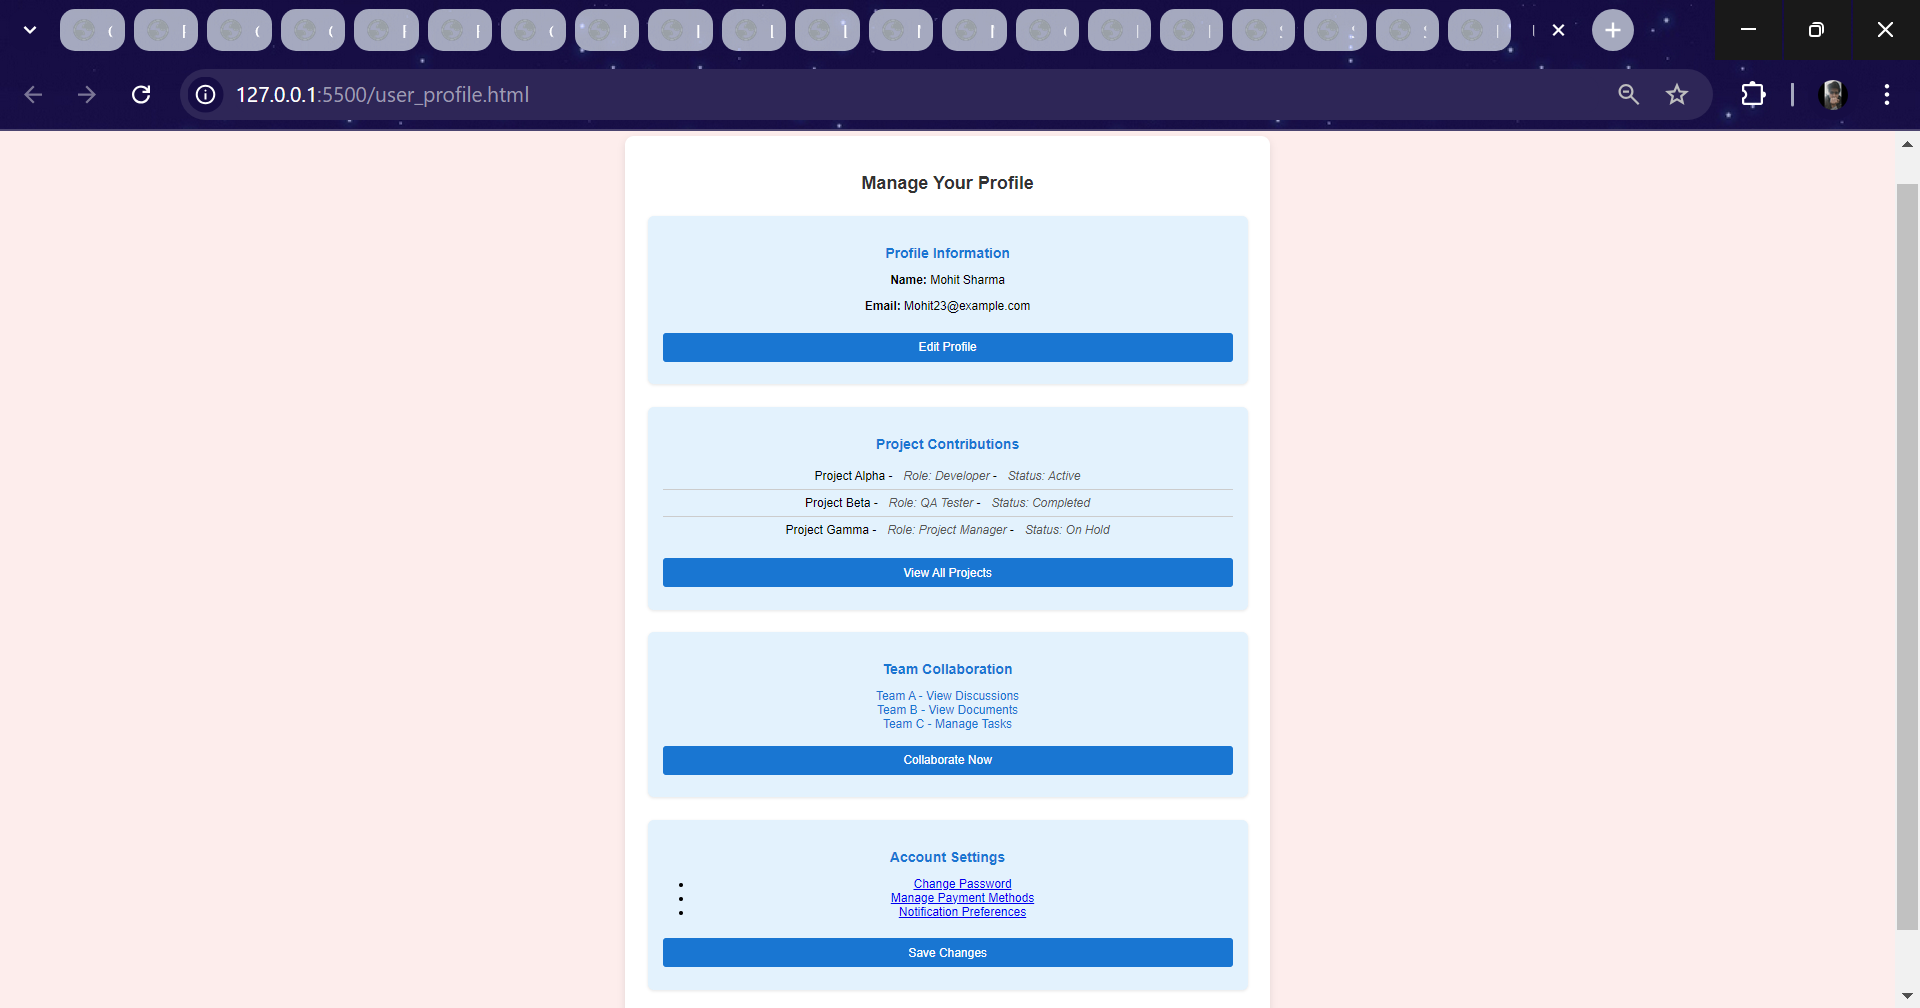 127.0.0.1:5500/user_profile.html
Manage Your Profile
Profile Information
Name: Mohit Sharma
Email: Mohit23@example.com
Edit Profile
Project Contributions
Project Alpha - Role: Developer - Status: Active
Project Beta - Role: QA Tester - Status: Completed
Project Gamma - Role: Project Manager - Status: On Hold
View All Projects
Team Collaboration
Team A - View Discussions
Team B - View Documents
Team C - Manage Tasks
Collaborate Now
Account Settings
Change Password
Manage Payment Methods
Notification Preferences
Save Changes